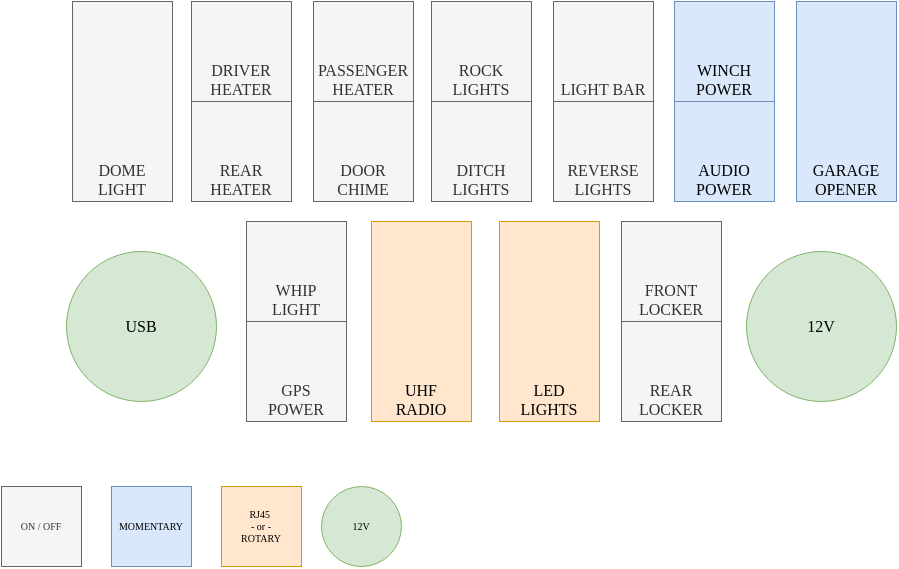 DRIVER
HEATER
PASSENGER
HEATER
ROCK
LIGHTS
LIGHT BAR
WINCH
POWER
DOME
LIGHT
REAR
HEATER
DOOR
CHIME
DITCH
LIGHTS
REVERSE
LIGHTS
AUDIO
POWER
GARAGE
OPENER
USB
WHIP
LIGHT
GPS
POWER
UHF
RADIO
LED
LIGHTS
FRONT
LOCKER
REAR
LOCKER
12V
ON / OFF
MOMENTARY
RJ45
- or -
ROTARY
12V